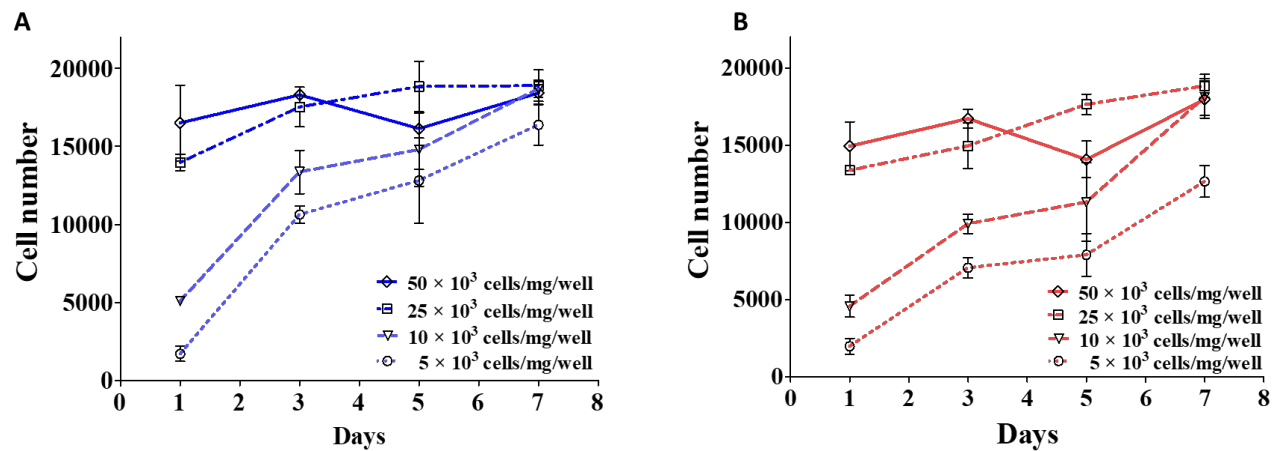 A
Cell number
20000
15000
10000
5000
0
50 × 10³ cells/mg/well
25 × 10³ cells/mg/well
10 × 10³ cells/mg/well
5 × 10³ cells/mg/well
0 1 2 3 4 5 6 7 8
Days
B
Cell number
20000
15000
10000
5000
0
50 × 10³ cells/mg/well
25 × 10³ cells/mg/well
10 × 10³ cells/mg/well
5 × 10³ cells/mg/well
0 1 2 3 4 5 6 7 8
Days